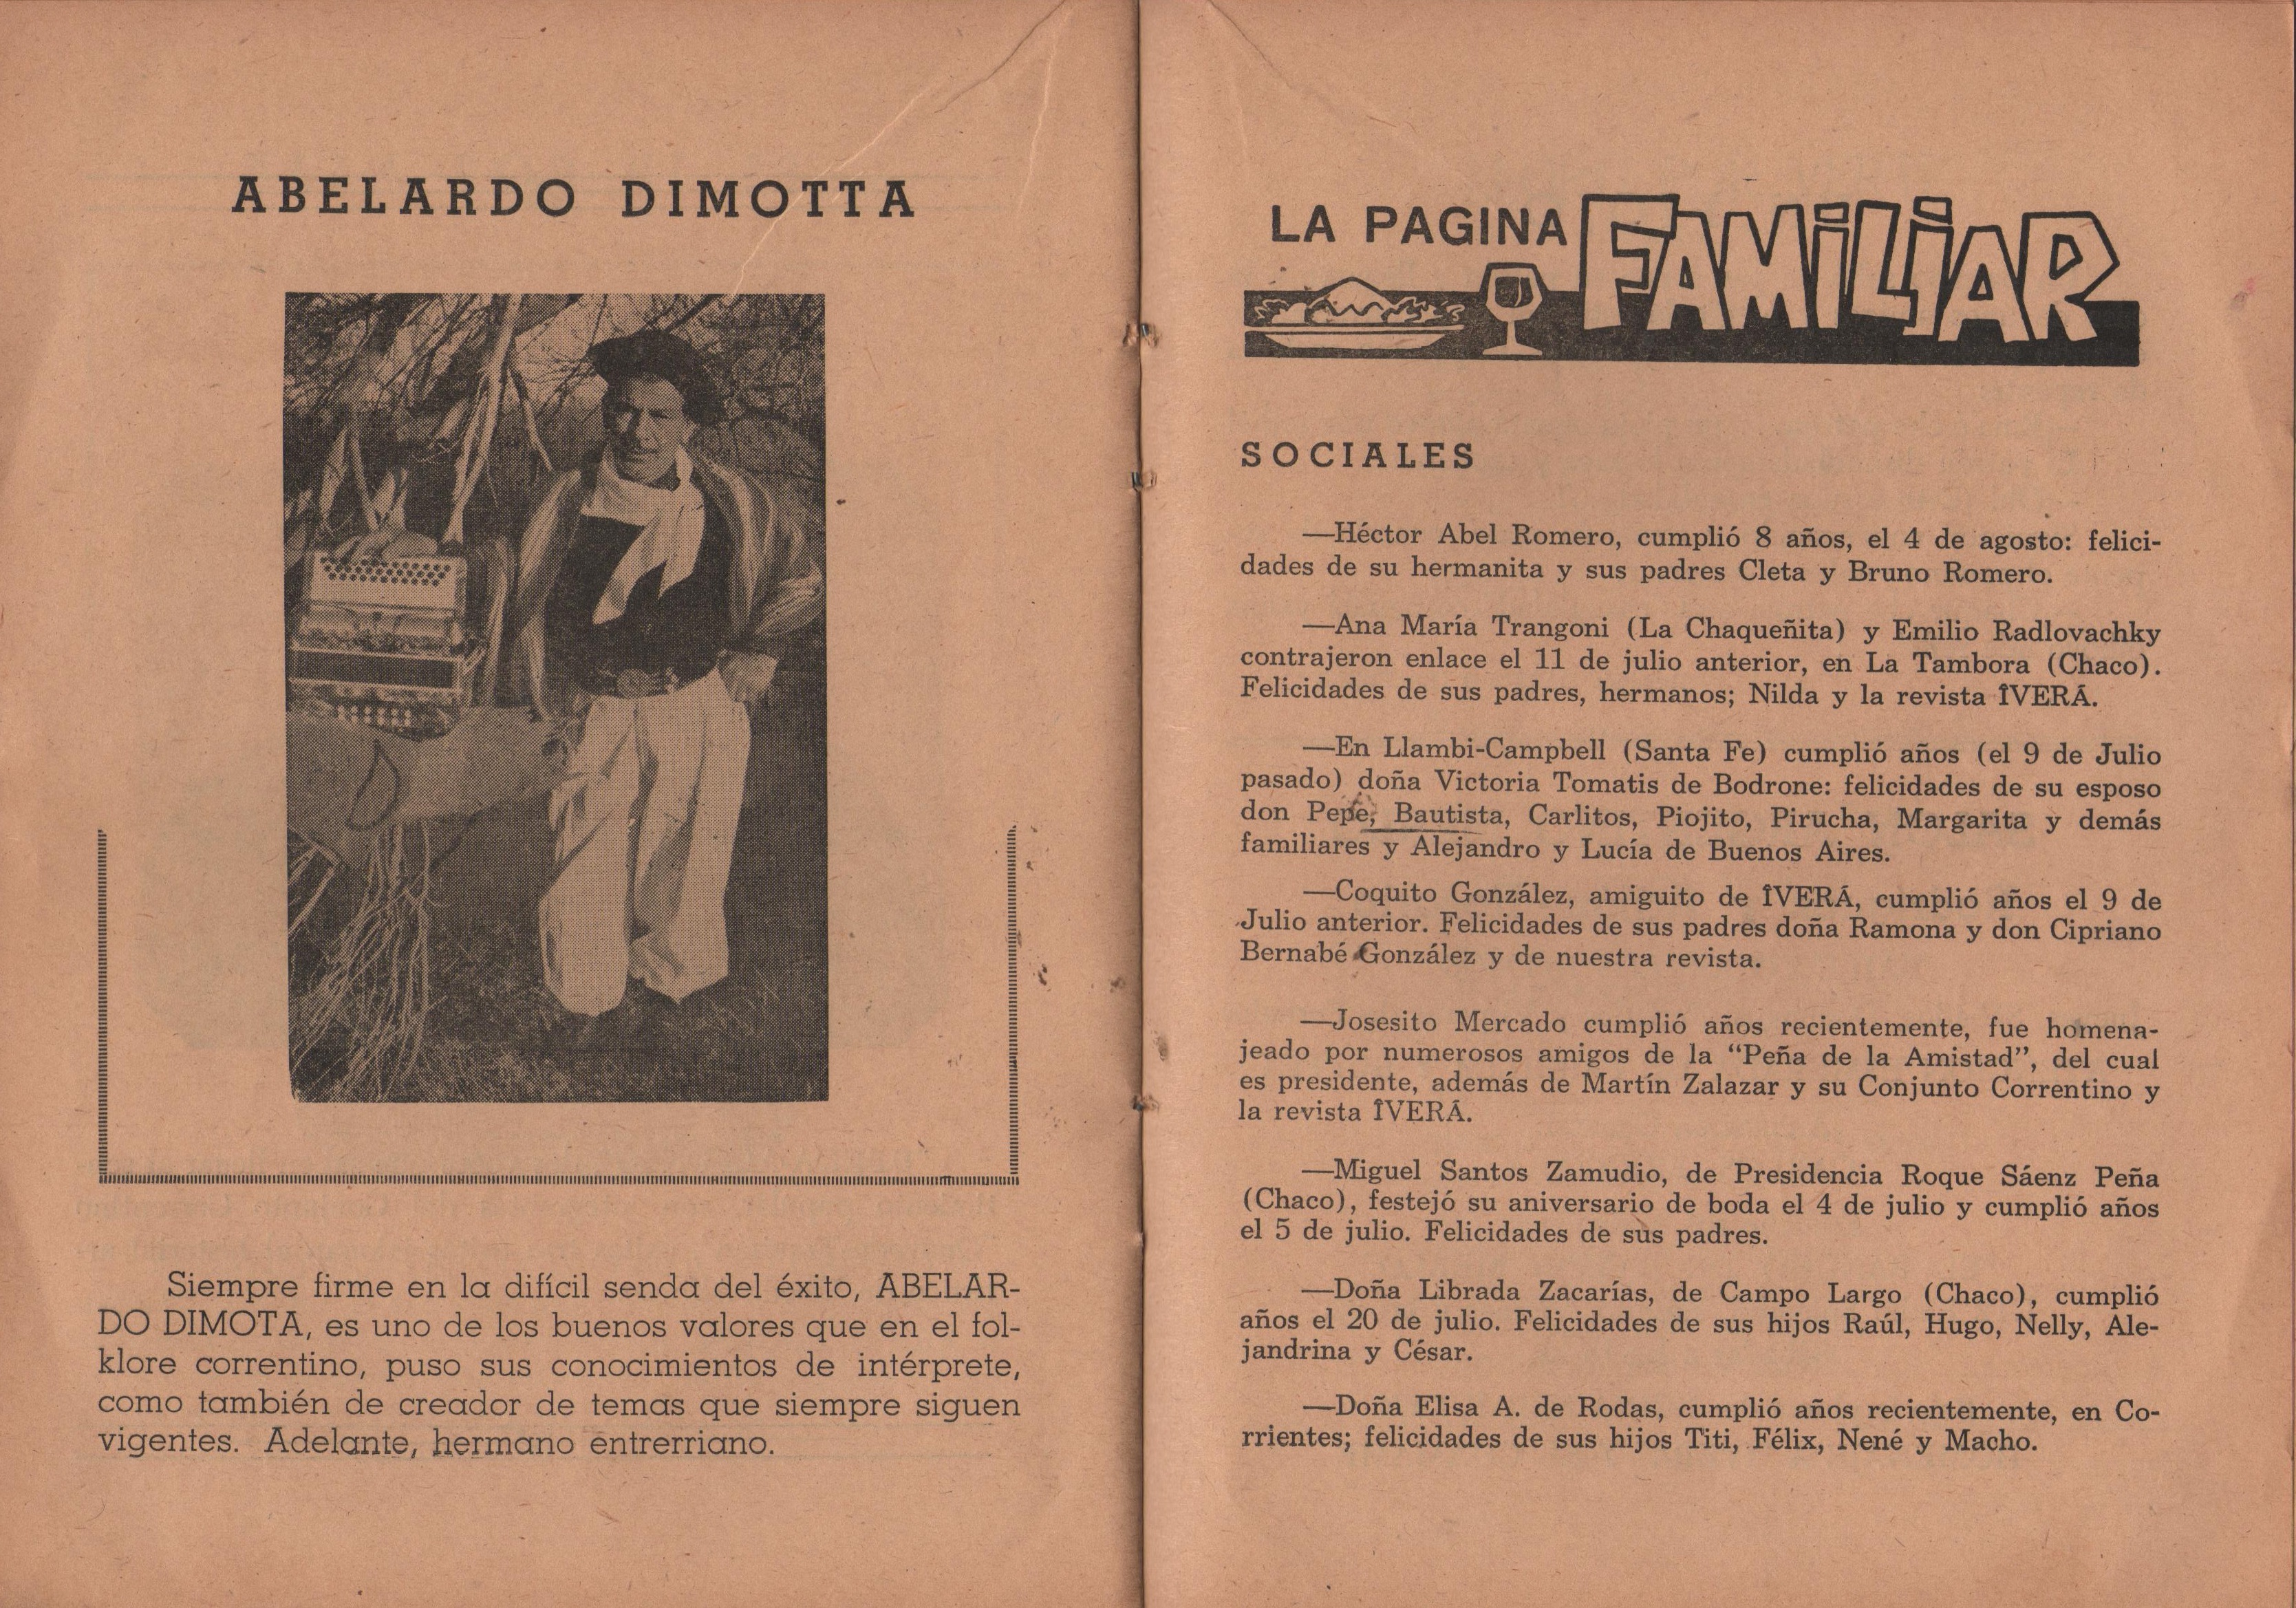 ABELARDO DIMOTTA
Siempre firme en la difícil senda del éxito, ABELAR-
DO DIMOTA, es uno de los buenos valores que en el fol-
klore correntino, puso sus conocimientos de intérprete,
como también de creador de temas que siempre siguen
vigentes. Adelante, hermano entrerriano.
LA PAGINA FAMILIAR
SOCIALES
—Héctor Abel Romero, cumplió 8 años, el 4 de agosto: felici-
dades de su hermanita y sus padres Cleta y Bruno Romero.
—Ana María Trangoni (La Chaqueñita) y Emilio Radlovachky
contrajeron enlace el 11 de julio anterior, en La Tambora (Chaco).
Felicidades de sus padres, hermanos; Nilda y la revista ÎVERÁ.
—En Llambi-Campbell (Santa Fe) cumplió años (el 9 de Julio
pasado) doña Victoria Tomatis de Bodrone: felicidades de su esposo
don Pepe, Bautista, Carlitos, Piojito, Pirucha, Margarita y demás
familiares y Alejandro y Lucía de Buenos Aires.
—Coquito González, amiguito de ÎVERÁ, cumplió años el 9 de
Julio anterior. Felicidades de sus padres doña Ramona y don Cipriano
Bernabé González y de nuestra revista.
—Josesito Mercado cumplió años recientemente, fue homena-
jeado por numerosos amigos de la “Peña de la Amistad”, del cual
es presidente, además de Martín Zalazar y su Conjunto Correntino y
la revista ÎVERÁ.
—Miguel Santos Zamudio, de Presidencia Roque Sáenz Peña
(Chaco), festejó su aniversario de boda el 4 de julio y cumplió años
el 5 de julio. Felicidades de sus padres.
—Doña Librada Zacarías, de Campo Largo (Chaco), cumplió
años el 20 de julio. Felicidades de sus hijos Raúl, Hugo, Nelly, Ale-
jandrina y César.
—Doña Elisa A. de Rodas, cumplió años recientemente, en Co-
rrientes; felicidades de sus hijos Titi, Félix, Nené y Macho.